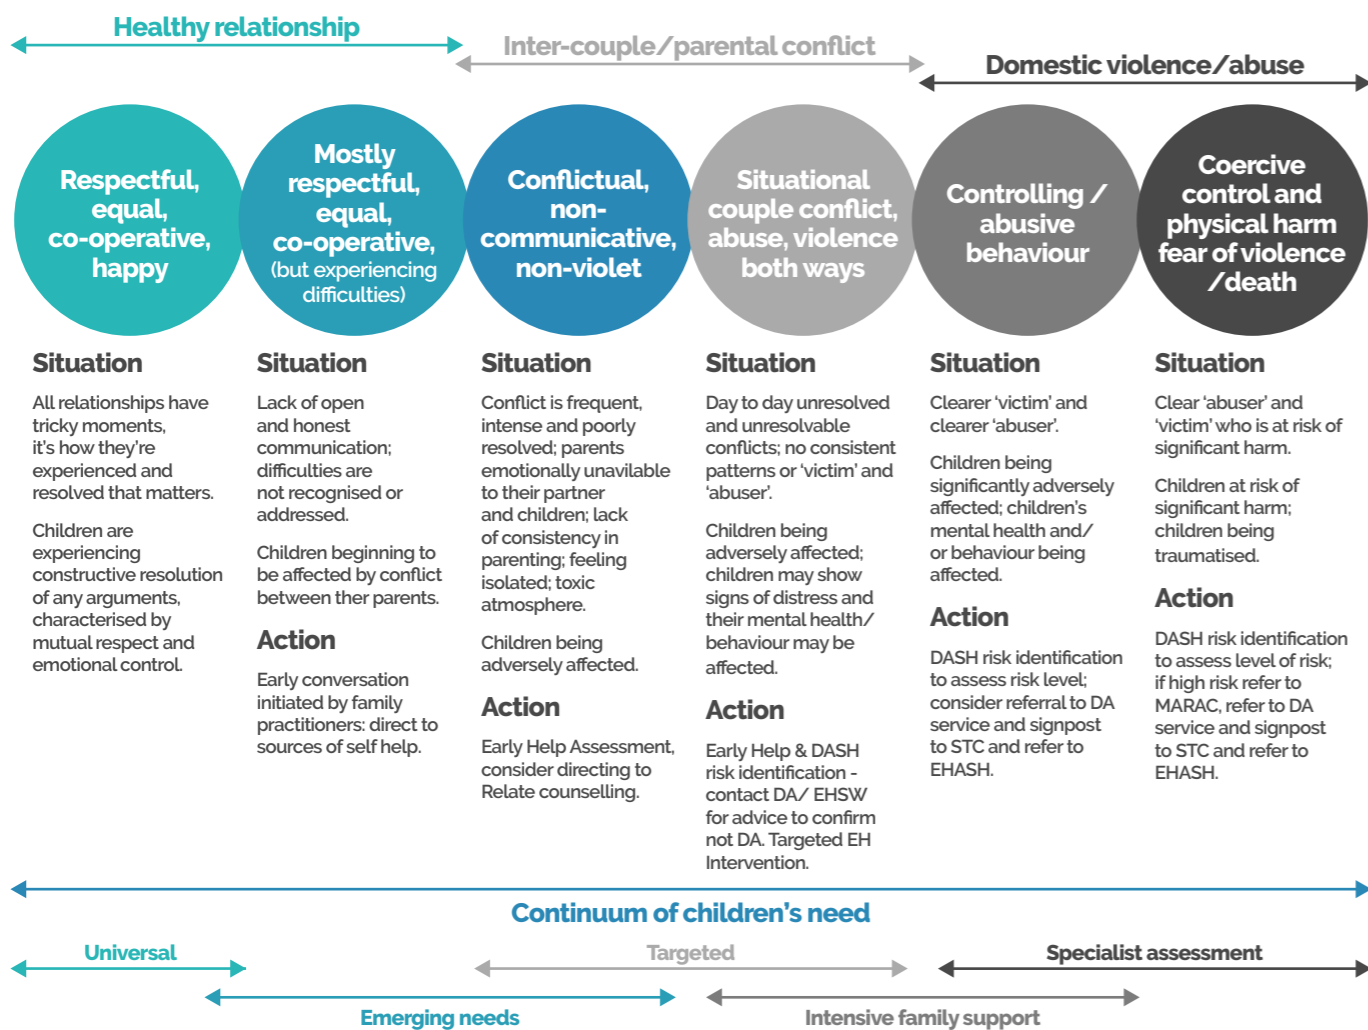 Healthy relationship
Inter-couple/parental conflict
Domestic violence/abuse
Respectful,
equal,
co-operative,
happy
Mostly
respectful,
equal,
co-operative,
(but experiencing
difficulties)
Conflictual,
non-
communicative,
non-violet
Situational
couple conflict,
abuse, violence
both ways
Controlling /
abusive
behaviour
Coercive
control and
physical harm
fear of violence
/death
Situation
All relationships have
tricky moments,
it’s how they’re
experienced and
resolved that matters.
Children are
experiencing
constructive resolution
of any arguments,
characterised by
mutual respect and
emotional control.
Situation
Lack of open
and honest
communication;
difficulties are
not recognised or
addressed.
Children beginning to
be affected by conflict
between ther parents.
Action
Early conversation
initiated by family
practitioners: direct to
sources of self help.
Situation
Conflict is frequent,
intense and poorly
resolved; parents
emotionally unavilable
to their partner
and children; lack
of consistency in
parenting; feeling
isolated; toxic
atmosphere.
Children being
adversely affected.
Action
Early Help Assessment,
consider directing to
Relate counselling.
Situation
Day to day unresolved
and unresolvable
conflicts; no consistent
patterns or ‘victim’ and
‘abuser’.
Children being
adversely affected;
children may show
signs of distress and
their mental health/
behaviour may be
affected.
Action
Early Help & DASH
risk identification -
contact DA/ EHSW
for advice to confirm
not DA. Targeted EH
Intervention.
Situation
Clearer ‘victim’ and
clearer ‘abuser’.
Children being
significantly adversely
affected; children’s
mental health and/
or behaviour being
affected.
Action
DASH risk identification
to assess risk level;
consider referral to DA
service and signpost
to STC and refer to
EHASH.
Situation
Clear ‘abuser’ and
‘victim’ who is at risk of
significant harm.
Children at risk of
significant harm;
children being
traumatised.
Action
DASH risk identification
to assess level of risk;
if high risk refer to
MARAC, refer to DA
service and signpost
to STC and refer to
EHASH.
Continuum of children’s need
Universal
Targeted
Specialist assessment
Emerging needs
Intensive family support